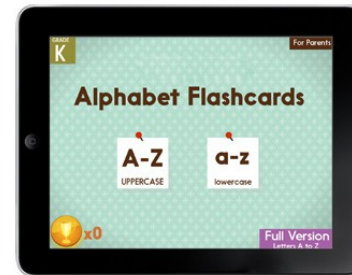 GRADE
K
For Parents
Alphabet Flashcards
A-Z
UPPERCASE
a-z
lowercase
x0
Full Version
Letters A to Z